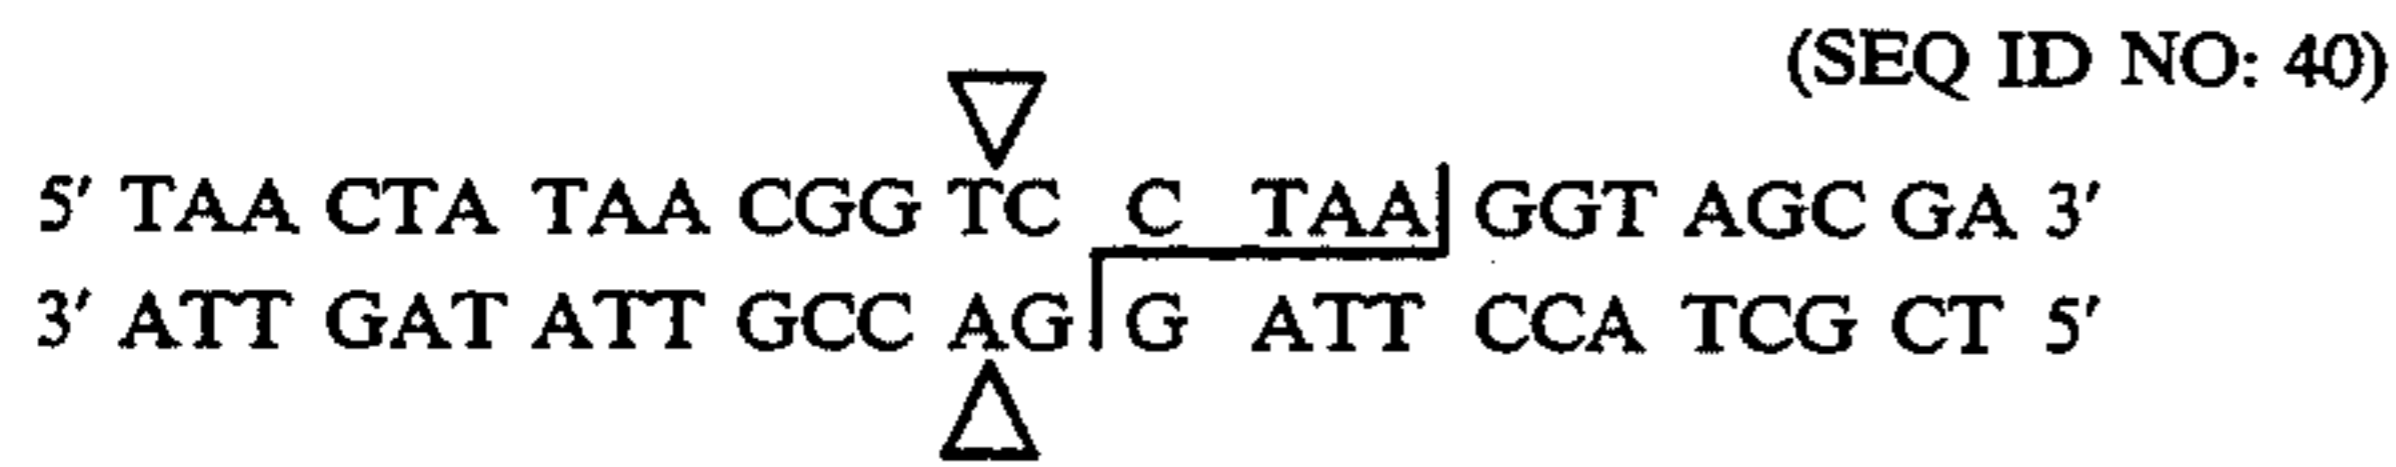 (SEQ ID NO: 40)
5′ TAA CTA TAA CGG TC C TAA GGT AGC GA 3′
3′ ATT GAT ATT GCC AG G ATT CCA TCG CT 5′